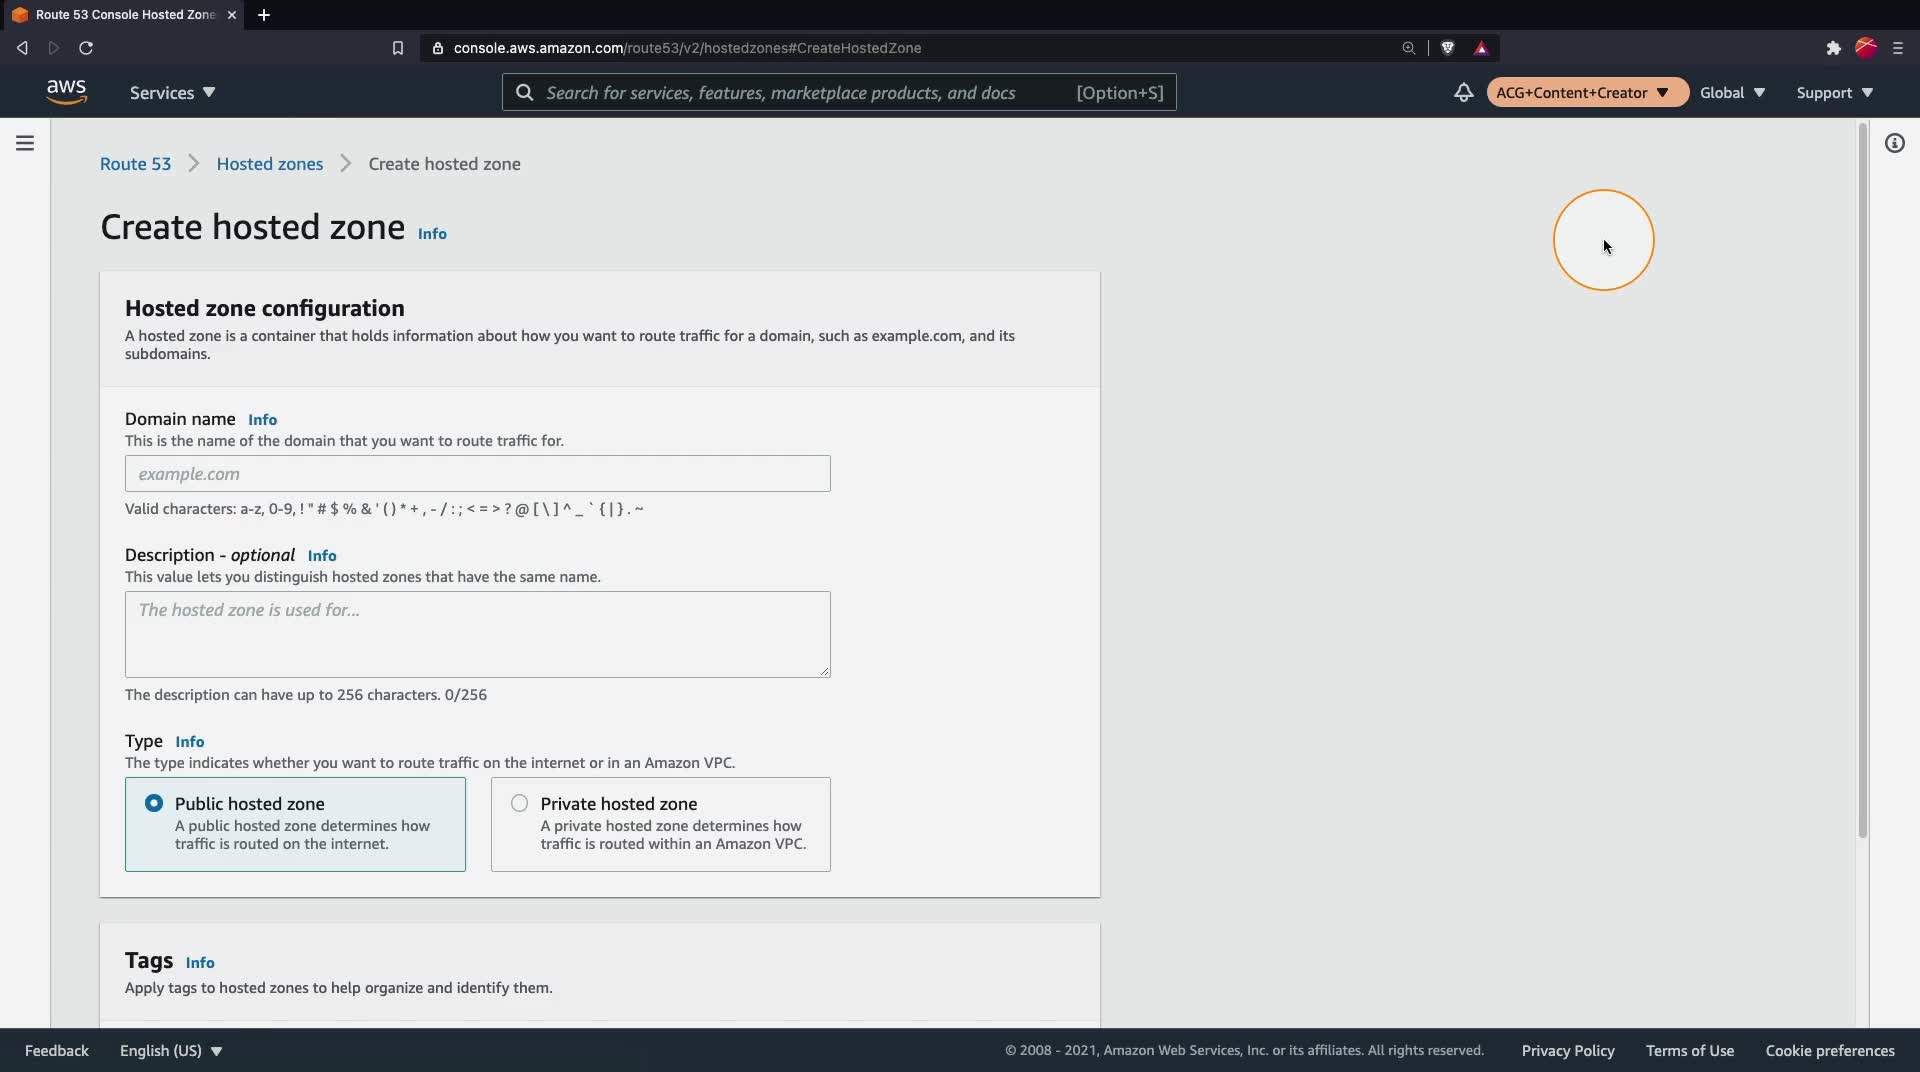 Route 53 Console Hosted Zone
console.aws.amazon.com/route53/v2/hostedzones#CreateHostedZone
aws
Services
Search for services, features, marketplace products, and docs [Option+S]
ACG+Content+Creator
Global
Support
Route 53 > Hosted zones > Create hosted zone
Create hosted zone Info
Hosted zone configuration
A hosted zone is a container that holds information about how you want to route traffic for a domain, such as example.com, and its
subdomains.
Domain name Info
This is the name of the domain that you want to route traffic for.
example.com
Valid characters: a-z, 0-9, ! " # $ % & ' ( ) * + , - / : ; < = > ? @ [ \ ] ^ _ ` { | } . ~
Description - optional Info
This value lets you distinguish hosted zones that have the same name.
The hosted zone is used for...
The description can have up to 256 characters. 0/256
Type Info
The type indicates whether you want to route traffic on the internet or in an Amazon VPC.
Public hosted zone
A public hosted zone determines how
traffic is routed on the internet.
Private hosted zone
A private hosted zone determines how
traffic is routed within an Amazon VPC.
Tags Info
Apply tags to hosted zones to help organize and identify them.
Feedback
English (US)
© 2008 - 2021, Amazon Web Services, Inc. or its affiliates. All rights reserved.
Privacy Policy
Terms of Use
Cookie preferences